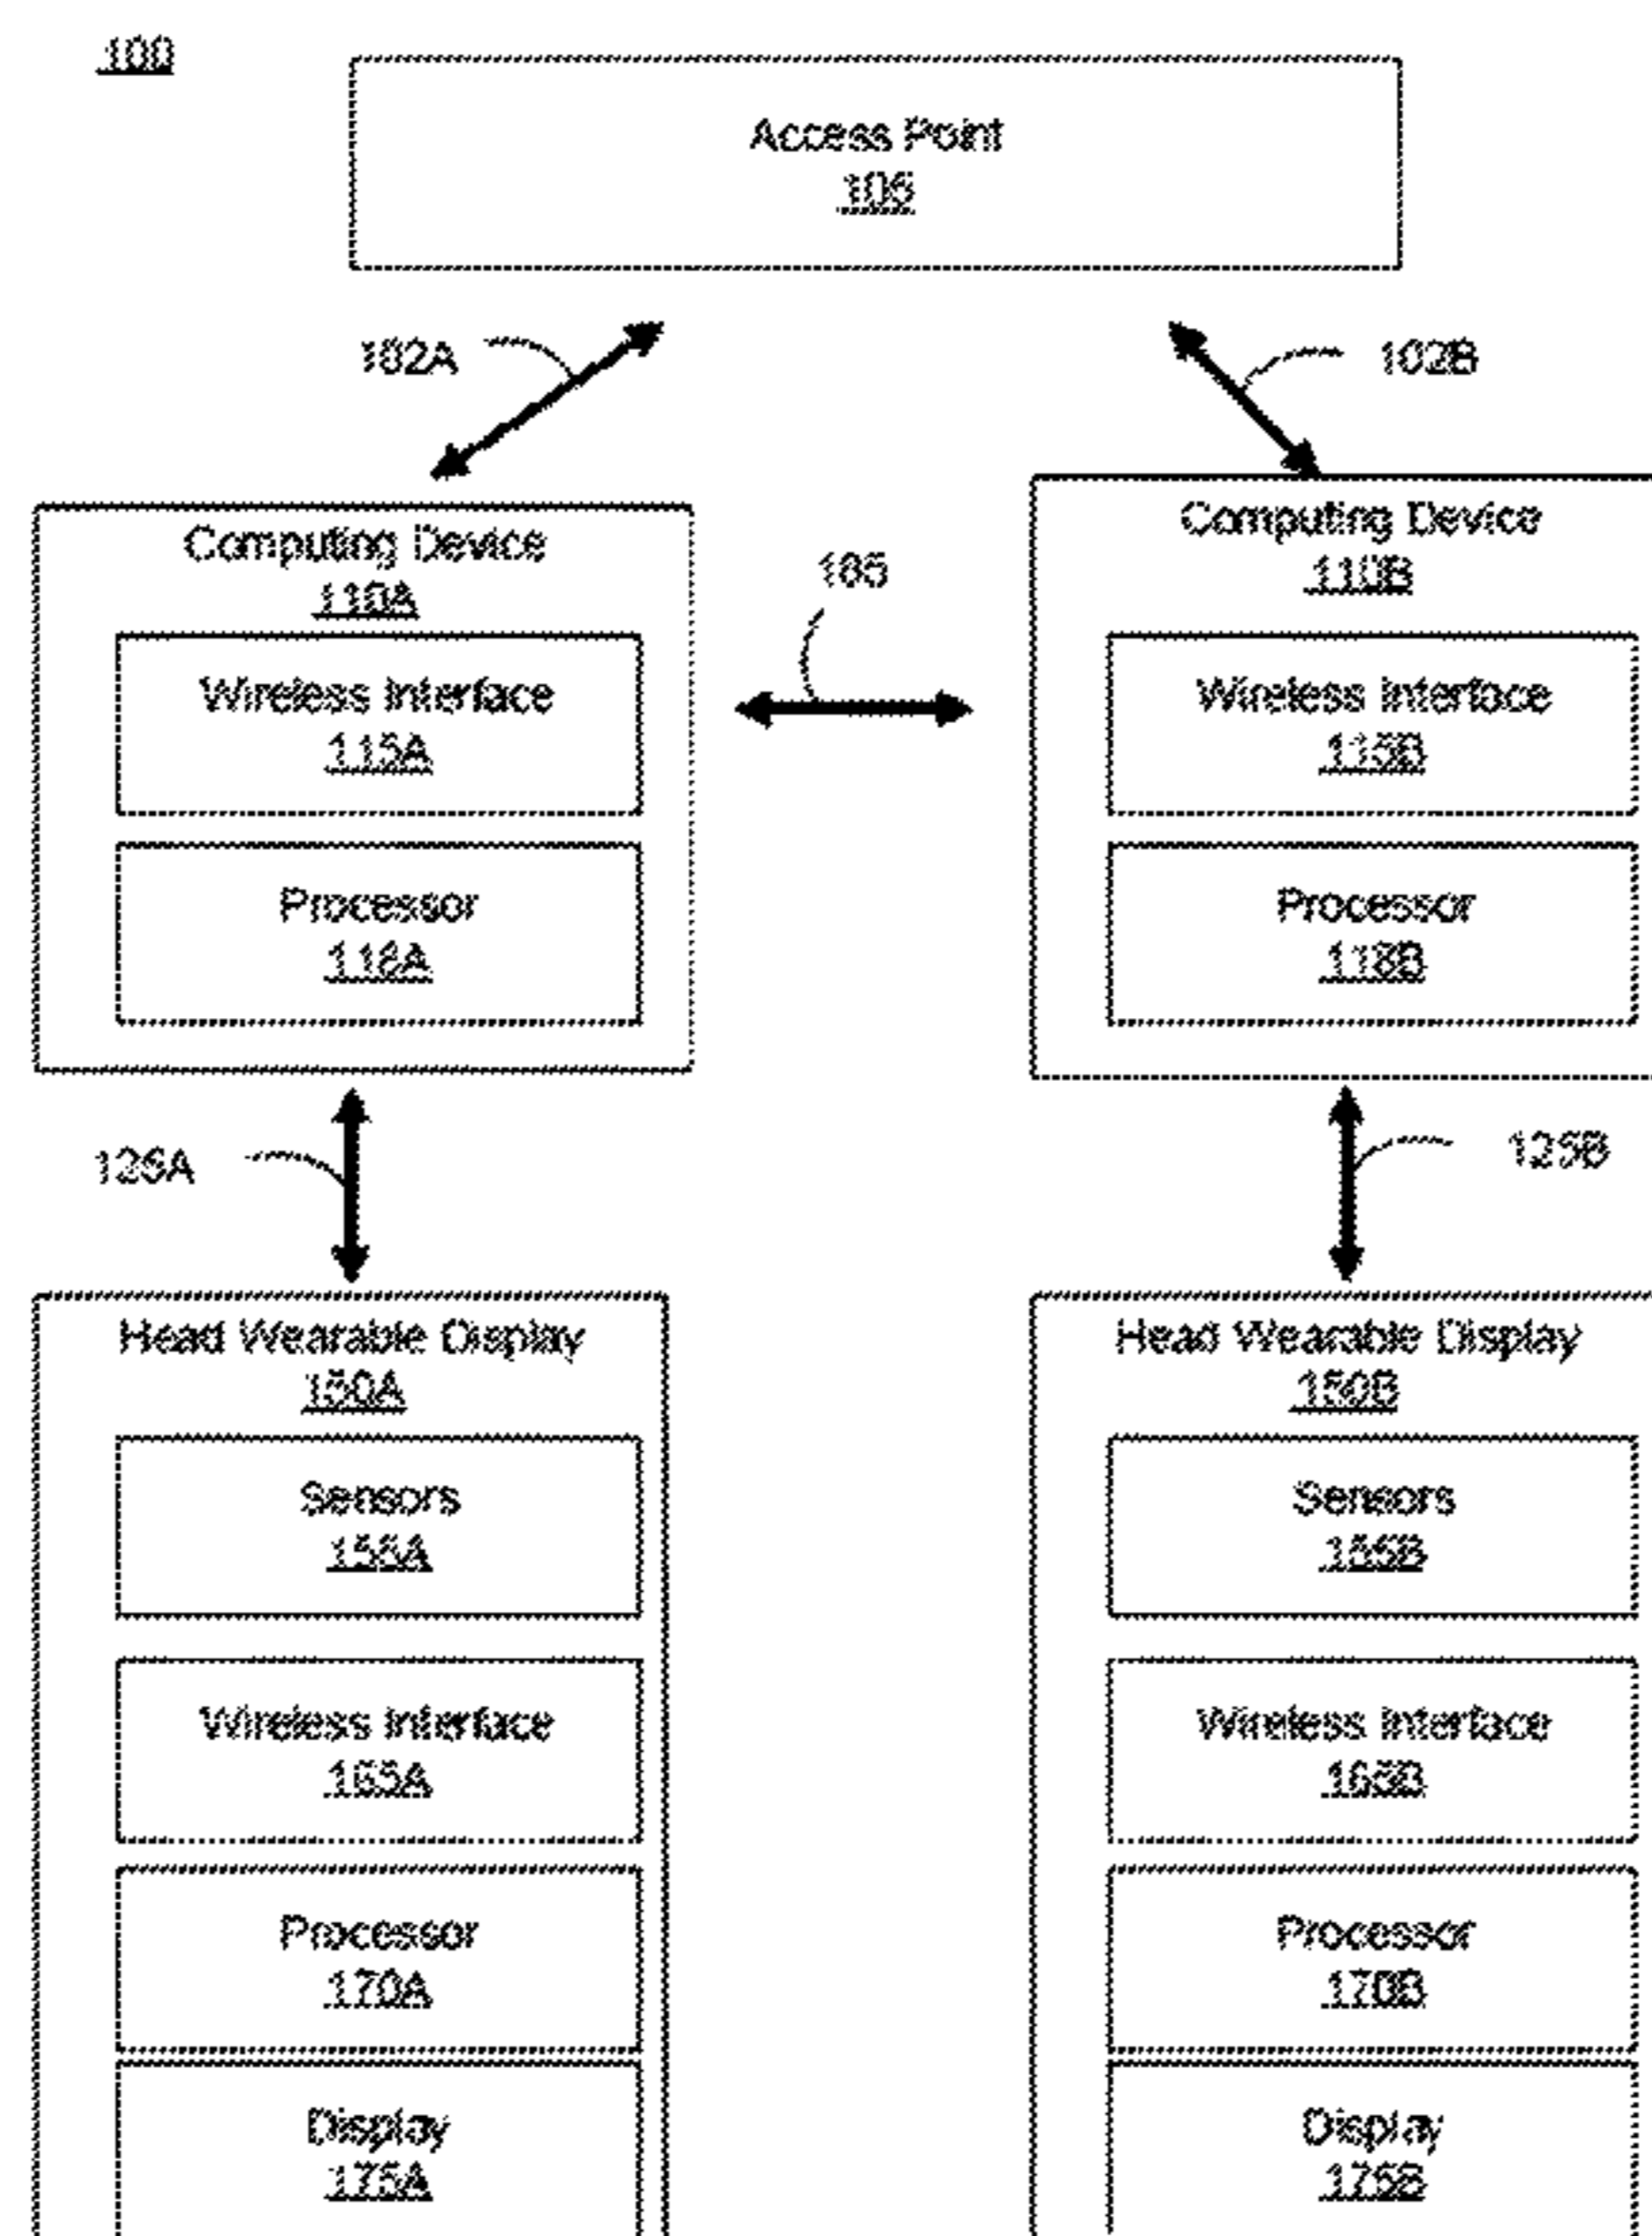 100
Access Point
105
102A
102B
Computing Device
110A
Computing Device
110B
105
Wireless Interface
115A
Wireless Interface
115B
Processor
118A
Processor
118B
125A
125B
Head Wearable Display
150A
Head Wearable Display
150B
Sensors
155A
Sensors
155B
Wireless Interface
165A
Wireless Interface
165B
Processor
170A
Processor
170B
Display
175A
Display
175B